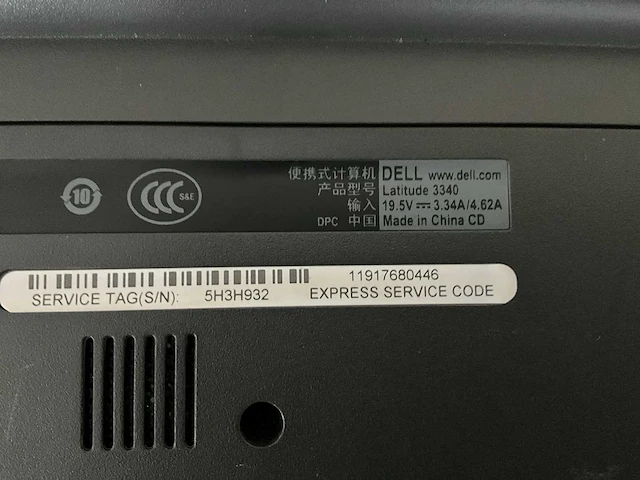 便携式计算机 DELL www.dell.com
产品型号 Latitude 3340
输入 19.5V⎓3.34A/4.62A
DPC 中国 Made in China CD
10
CCC S&E
11917680446
SERVICE TAG(S/N): 5H3H932 EXPRESS SERVICE CODE